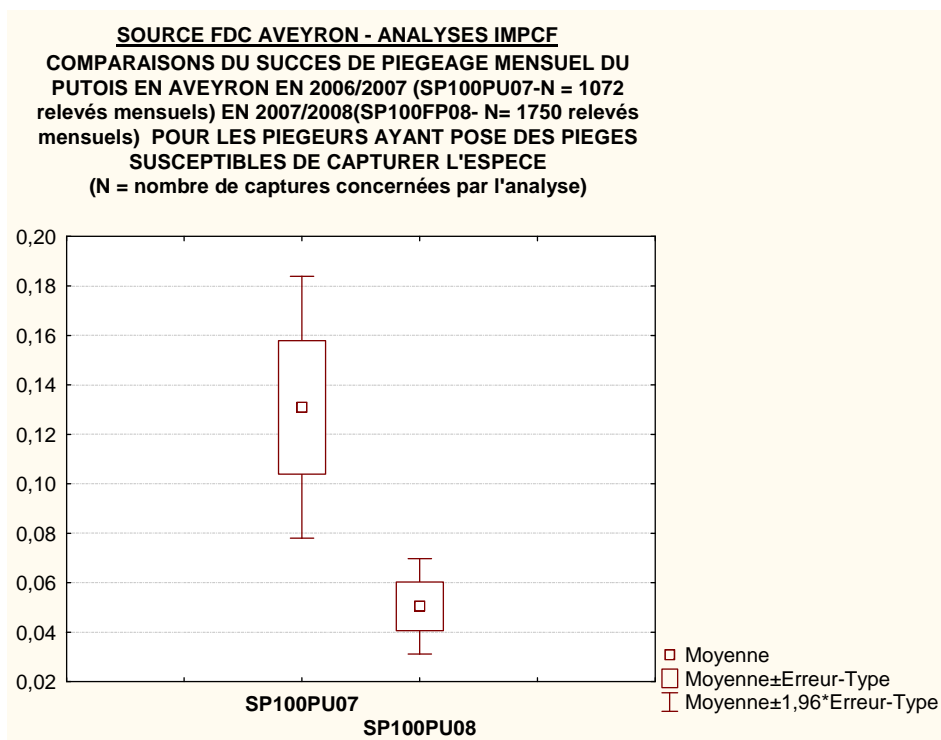 SOURCE FDC AVEYRON - ANALYSES IMPCF
COMPARAISONS DU SUCCES DE PIEGEAGE MENSUEL DU
PUTOIS EN AVEYRON EN 2006/2007 (SP100PU07-N = 1072
relevés mensuels) EN 2007/2008(SP100FP08- N= 1750 relevés
mensuels) POUR LES PIEGEURS AYANT POSE DES PIEGES
SUSCEPTIBLES DE CAPTURER L'ESPECE
(N = nombre de captures concernées par l'analyse)
0,20
0,18
0,16
0,14
0,12
0,10
0,08
0,06
0,04
0,02
SP100PU07
SP100PU08
Moyenne
Moyenne±Erreur-Type
Moyenne±1,96*Erreur-Type